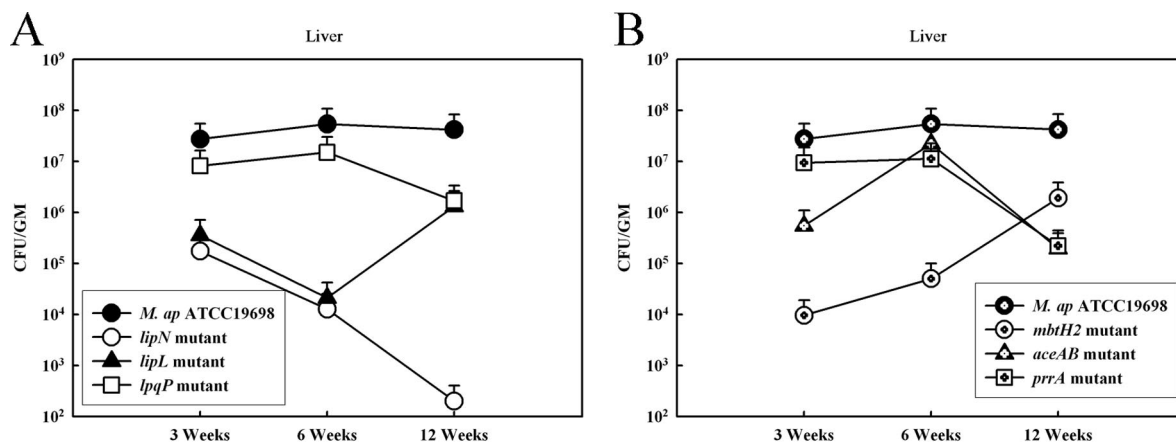 A
Liver
CFU/GM
10⁹
10⁸
10⁷
10⁶
10⁵
10⁴
10³
10²
M. ap ATCC19698
lipN mutant
lipL mutant
lpqP mutant
3 Weeks 6 Weeks 12 Weeks
B
Liver
CFU/GM
10⁹
10⁸
10⁷
10⁶
10⁵
10⁴
10³
10²
M. ap ATCC19698
mbtH2 mutant
aceAB mutant
prrA mutant
3 Weeks 6 Weeks 12 Weeks